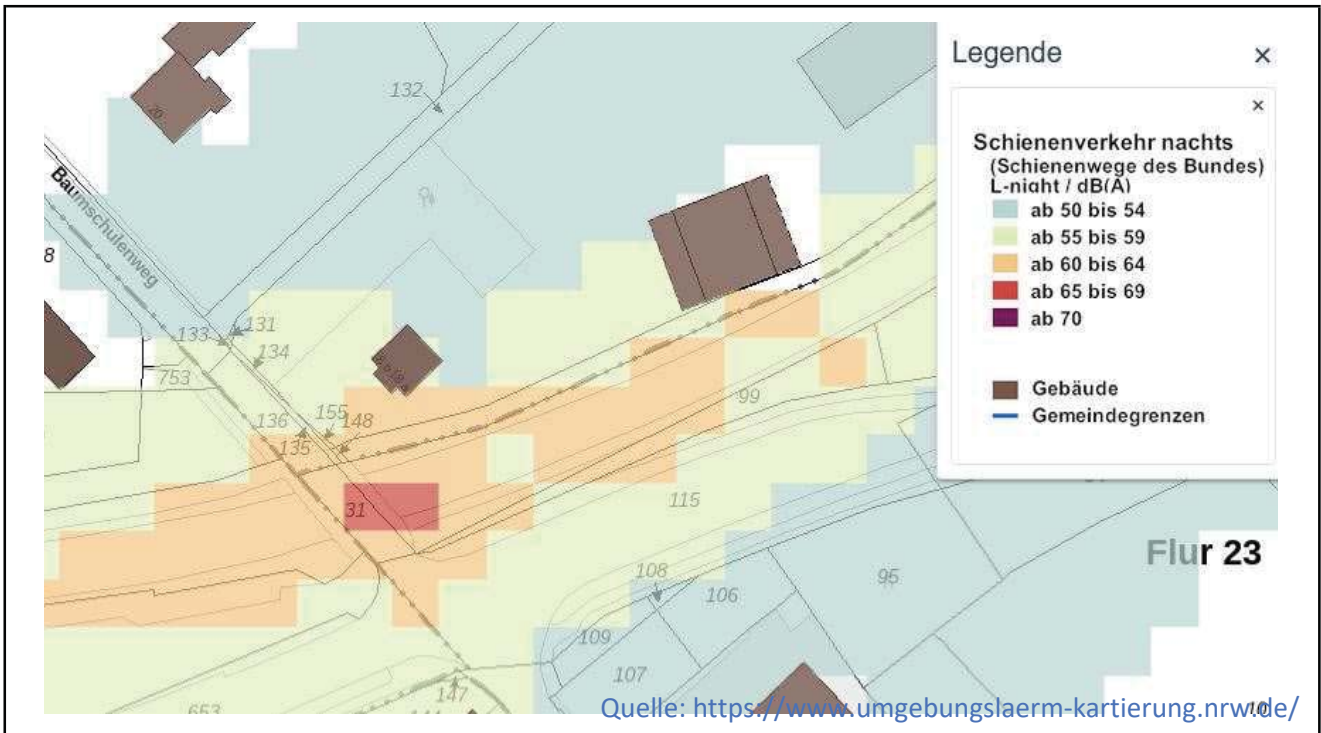 Legende ×
×
Schienenverkehr nachts
(Schienenwege des Bundes)
L-night / dB(A)
ab 50 bis 54
ab 55 bis 59
ab 60 bis 64
ab 65 bis 69
ab 70
Gebäude
Gemeindegrenzen
132
Baumschulenweg
8
133
131
134
753
136
155
148
135
99
31
115
Flur 23
108
95
106
109
107
147
653
Quelle: https://www.umgebungslaerm-kartierung.nrw.de/